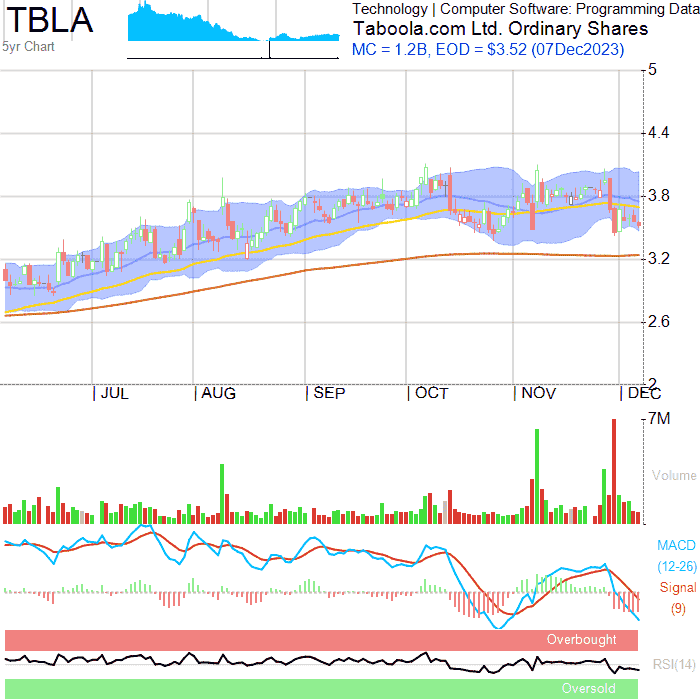 TBLA
5yr Chart
Technology | Computer Software: Programming Data
Taboola.com Ltd. Ordinary Shares
MC = 1.2B, EOD = $3.52 (07Dec2023)
5
4.4
3.8
3.2
2.6
2
JUL
AUG
SEP
OCT
NOV
DEC
7M
Volume
MACD
(12-26)
Signal
(9)
Overbought
RSI(14)
Oversold